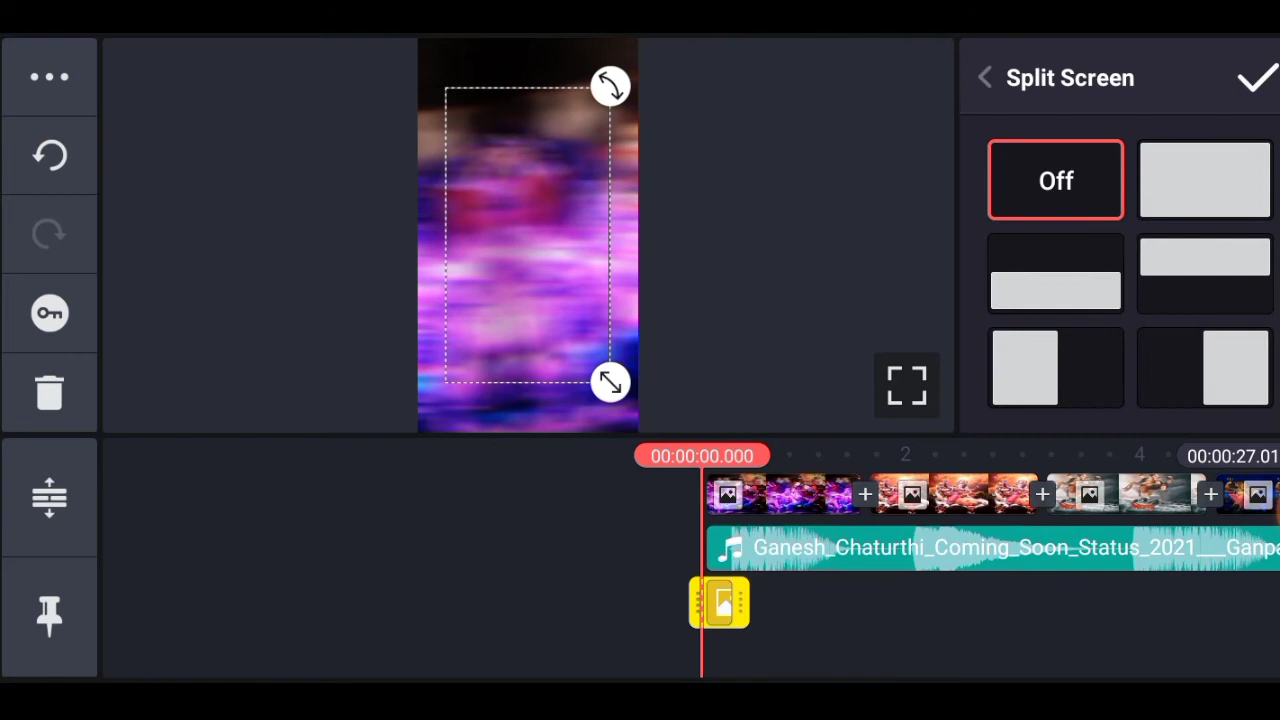 Split Screen
Off
00:00:00.000
2
4
00:00:27.01
Ganesh_Chaturthi_Coming_Soon_Status_2021___Ganpa